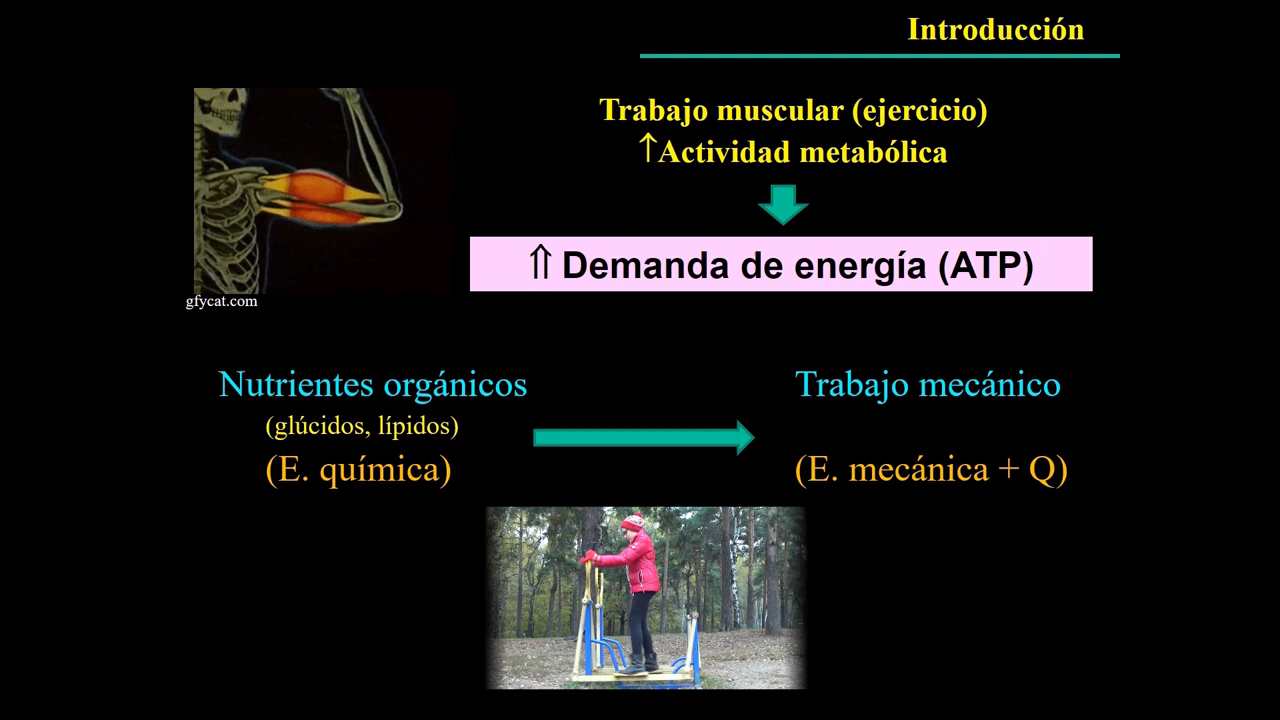 Introducción
Trabajo muscular (ejercicio)
↑Actividad metabólica
⇑ Demanda de energía (ATP)
gfycat.com
Nutrientes orgánicos
(glúcidos, lípidos)
(E. química)
Trabajo mecánico
(E. mecánica + Q)